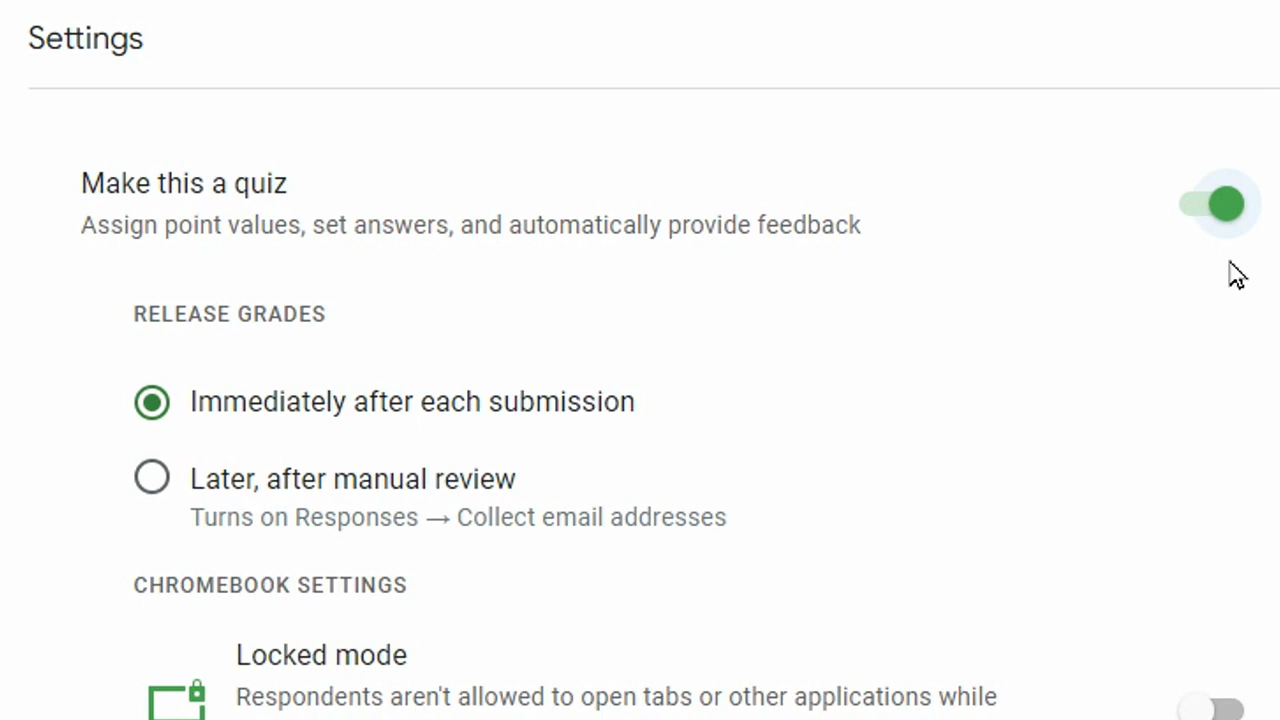 Settings
Make this a quiz
Assign point values, set answers, and automatically provide feedback
RELEASE GRADES
Immediately after each submission
Later, after manual review
Turns on Responses → Collect email addresses
CHROMEBOOK SETTINGS
Locked mode
Respondents aren't allowed to open tabs or other applications while